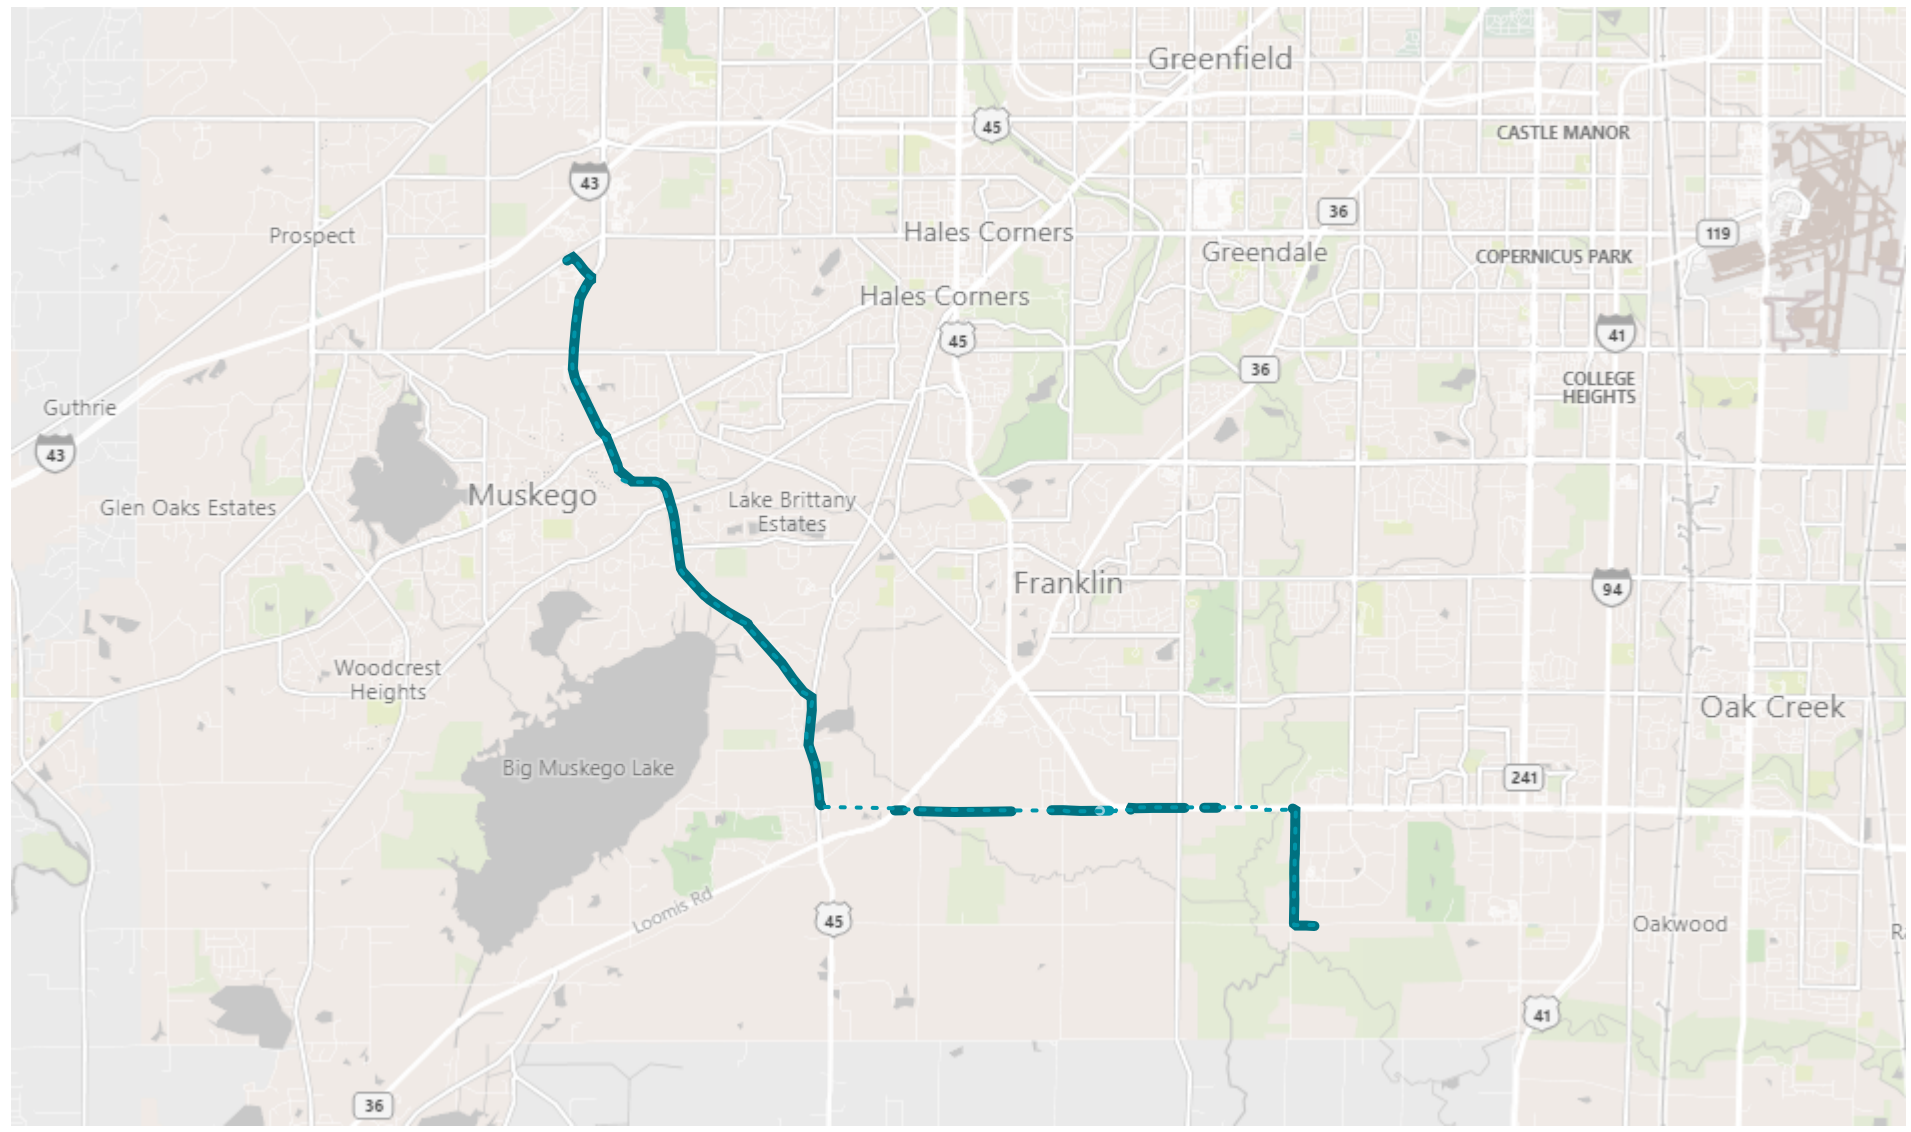 Greenfield
45
CASTLE MANOR
43
36
Prospect
Hales Corners
119
Greendale
COPERNICUS PARK
Hales Corners
45
41
36
COLLEGE
HEIGHTS
Guthrie
43
Muskego
Glen Oaks Estates
Lake Brittany
Estates
Franklin
94
Woodcrest
Heights
Oak Creek
Big Muskego Lake
241
Loomis Rd
45
Oakwood
Ra
41
36